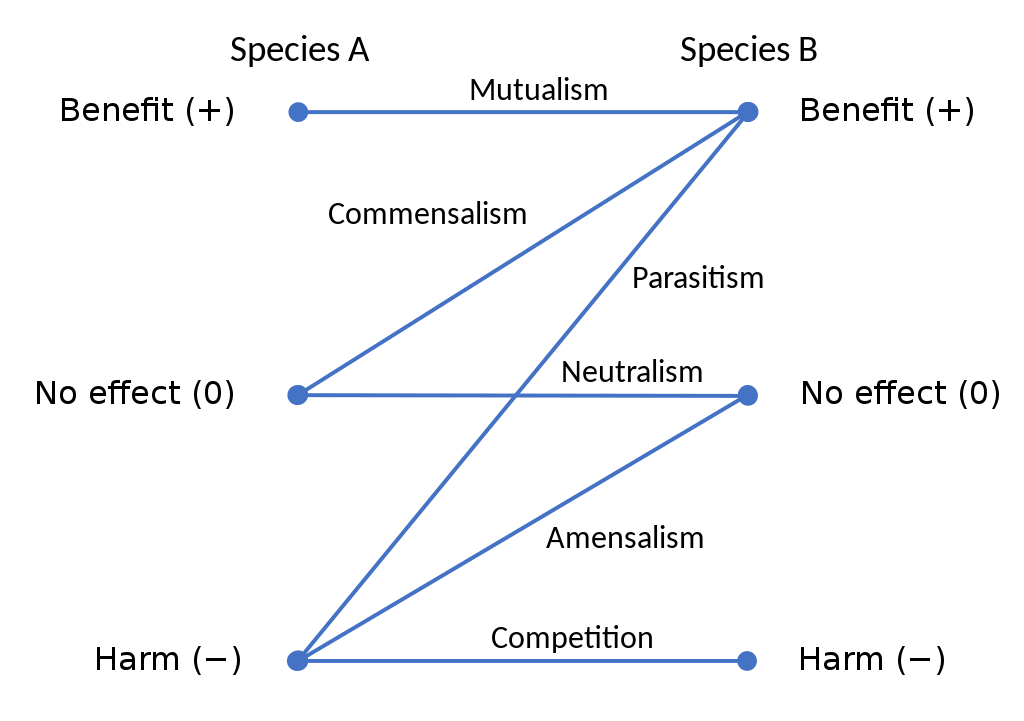 Species A
Species B
Mutualism
Benefit (+)
Benefit (+)
Commensalism
Parasitism
Neutralism
No effect (0)
No effect (0)
Amensalism
Competition
Harm (−)
Harm (−)